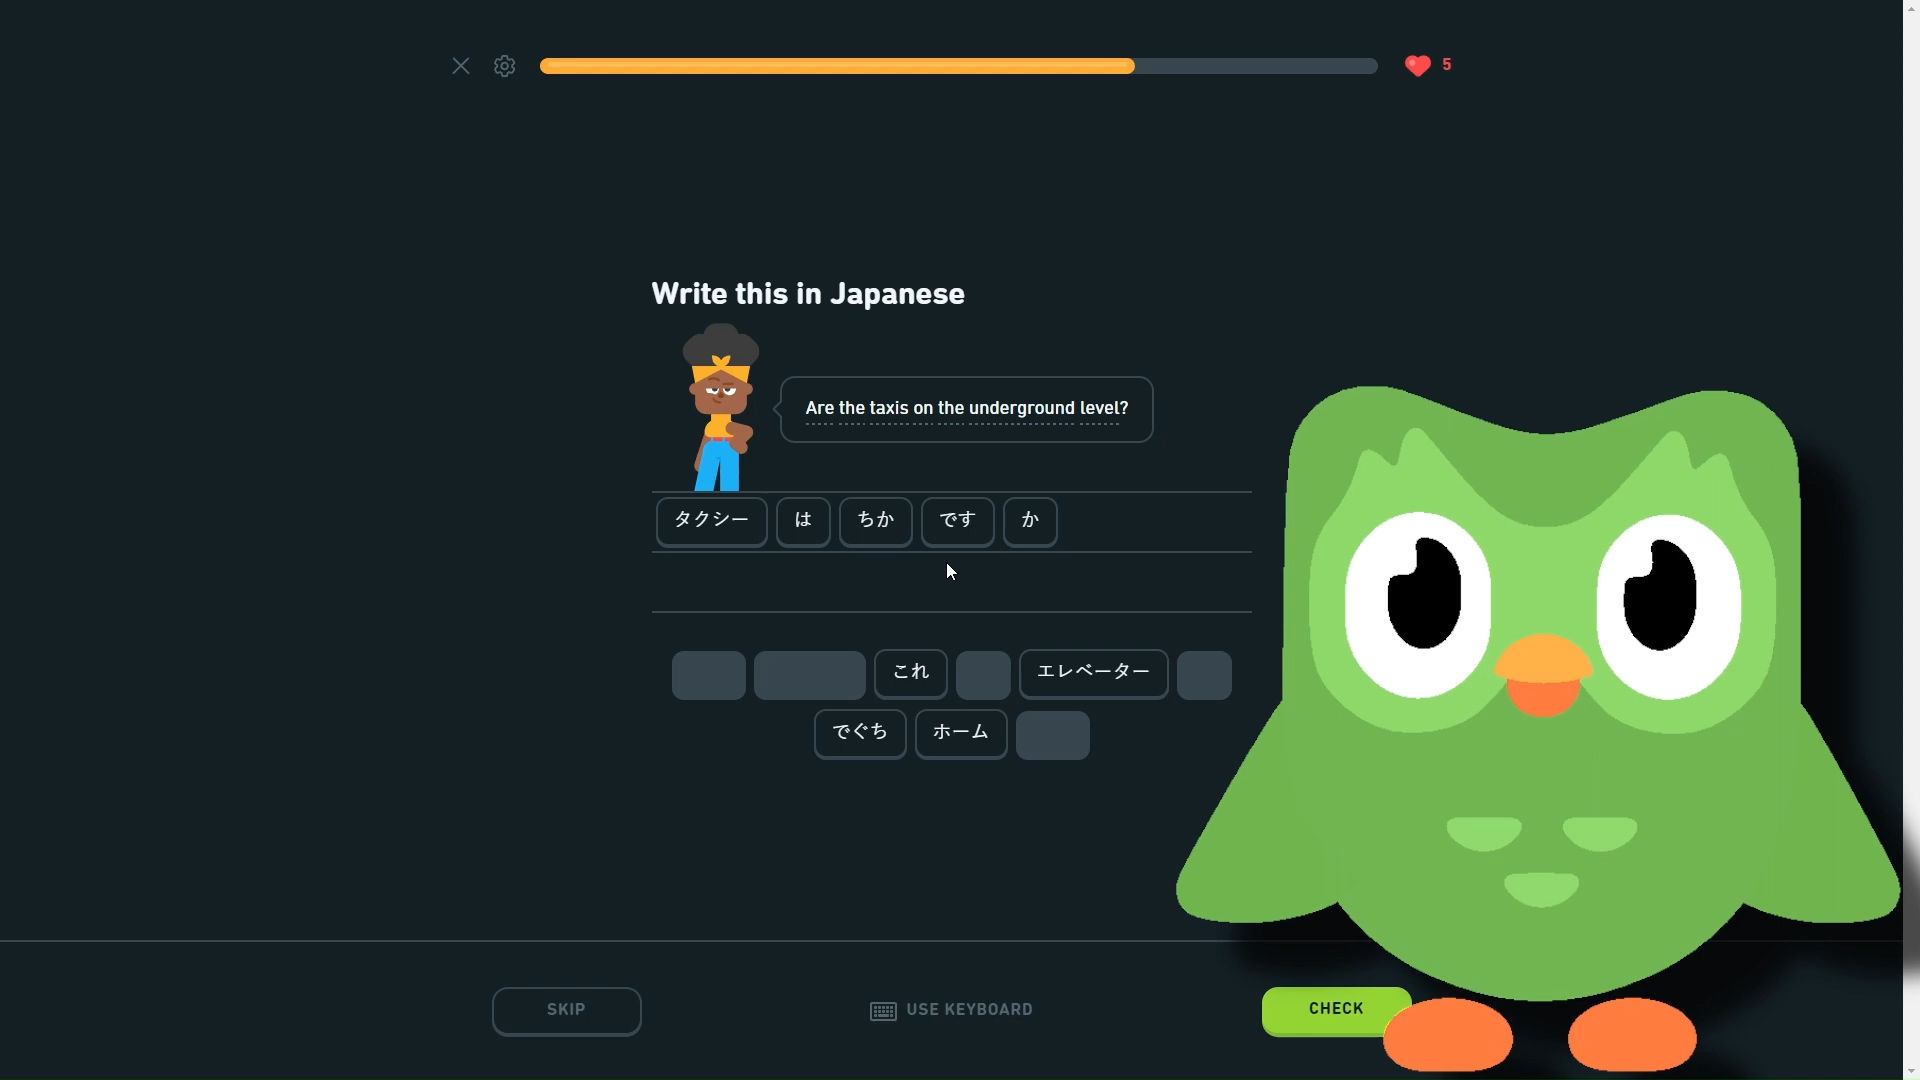 5
Write this in Japanese
Are the taxis on the underground level?
タクシー は ちか です か
これ エレベーター
でぐち ホーム
SKIP USE KEYBOARD CHECK